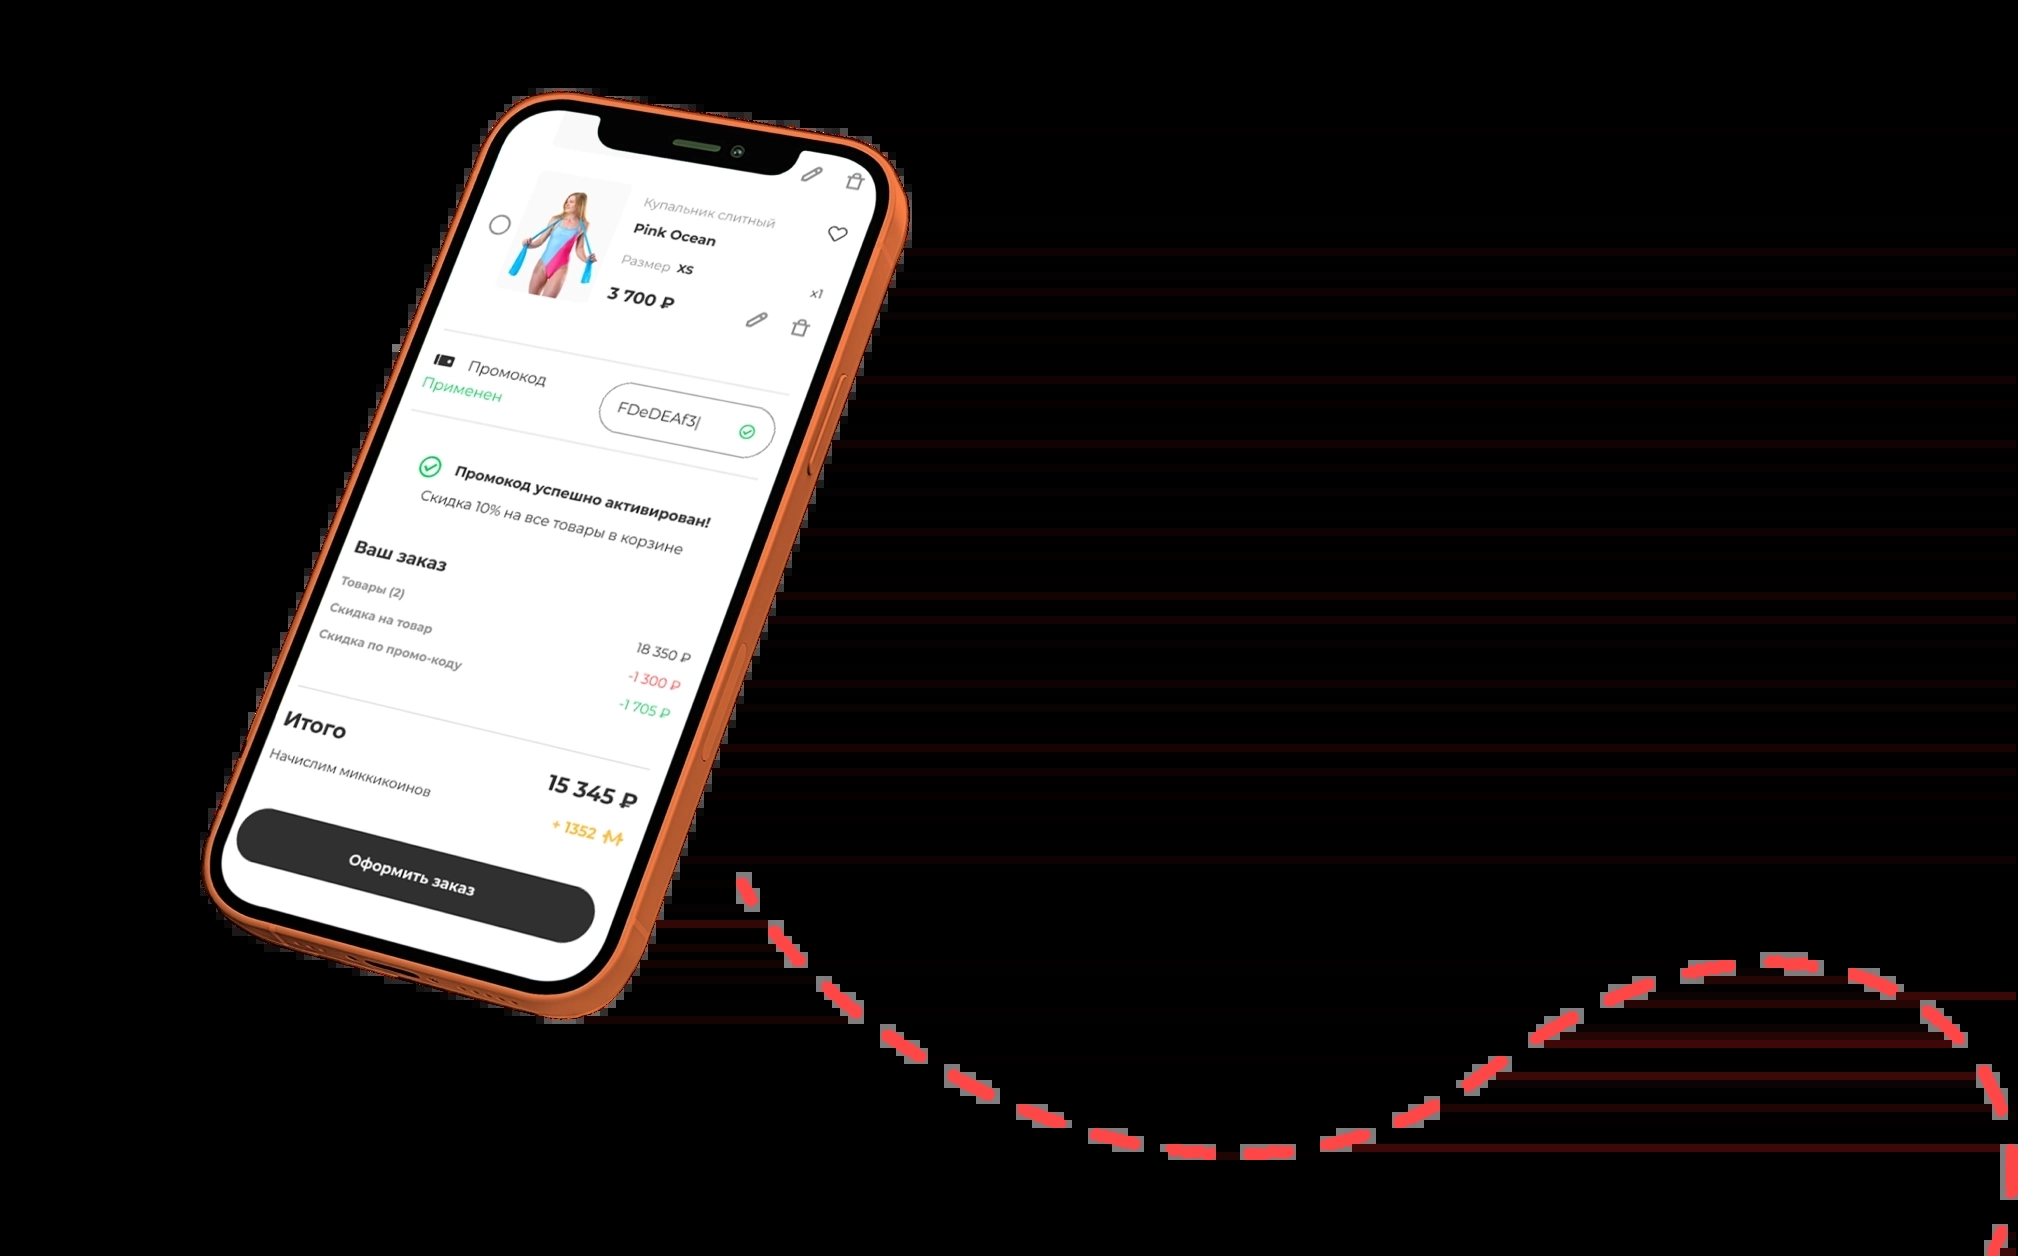 Купальник слитный
Pink Ocean
Размер XS
x1
3 700 ₽
Промокод
Применен
FDeDEAf3|
Промокод успешно активирован!
Скидка 10% на все товары в корзине
Ваш заказ
Товары (2)
18 350 ₽
Скидка на товар
-1 300 ₽
Скидка по промо-коду
-1 705 ₽
Итого
15 345 ₽
Начислим миккикоинов
+ 1352 M
Оформить заказ